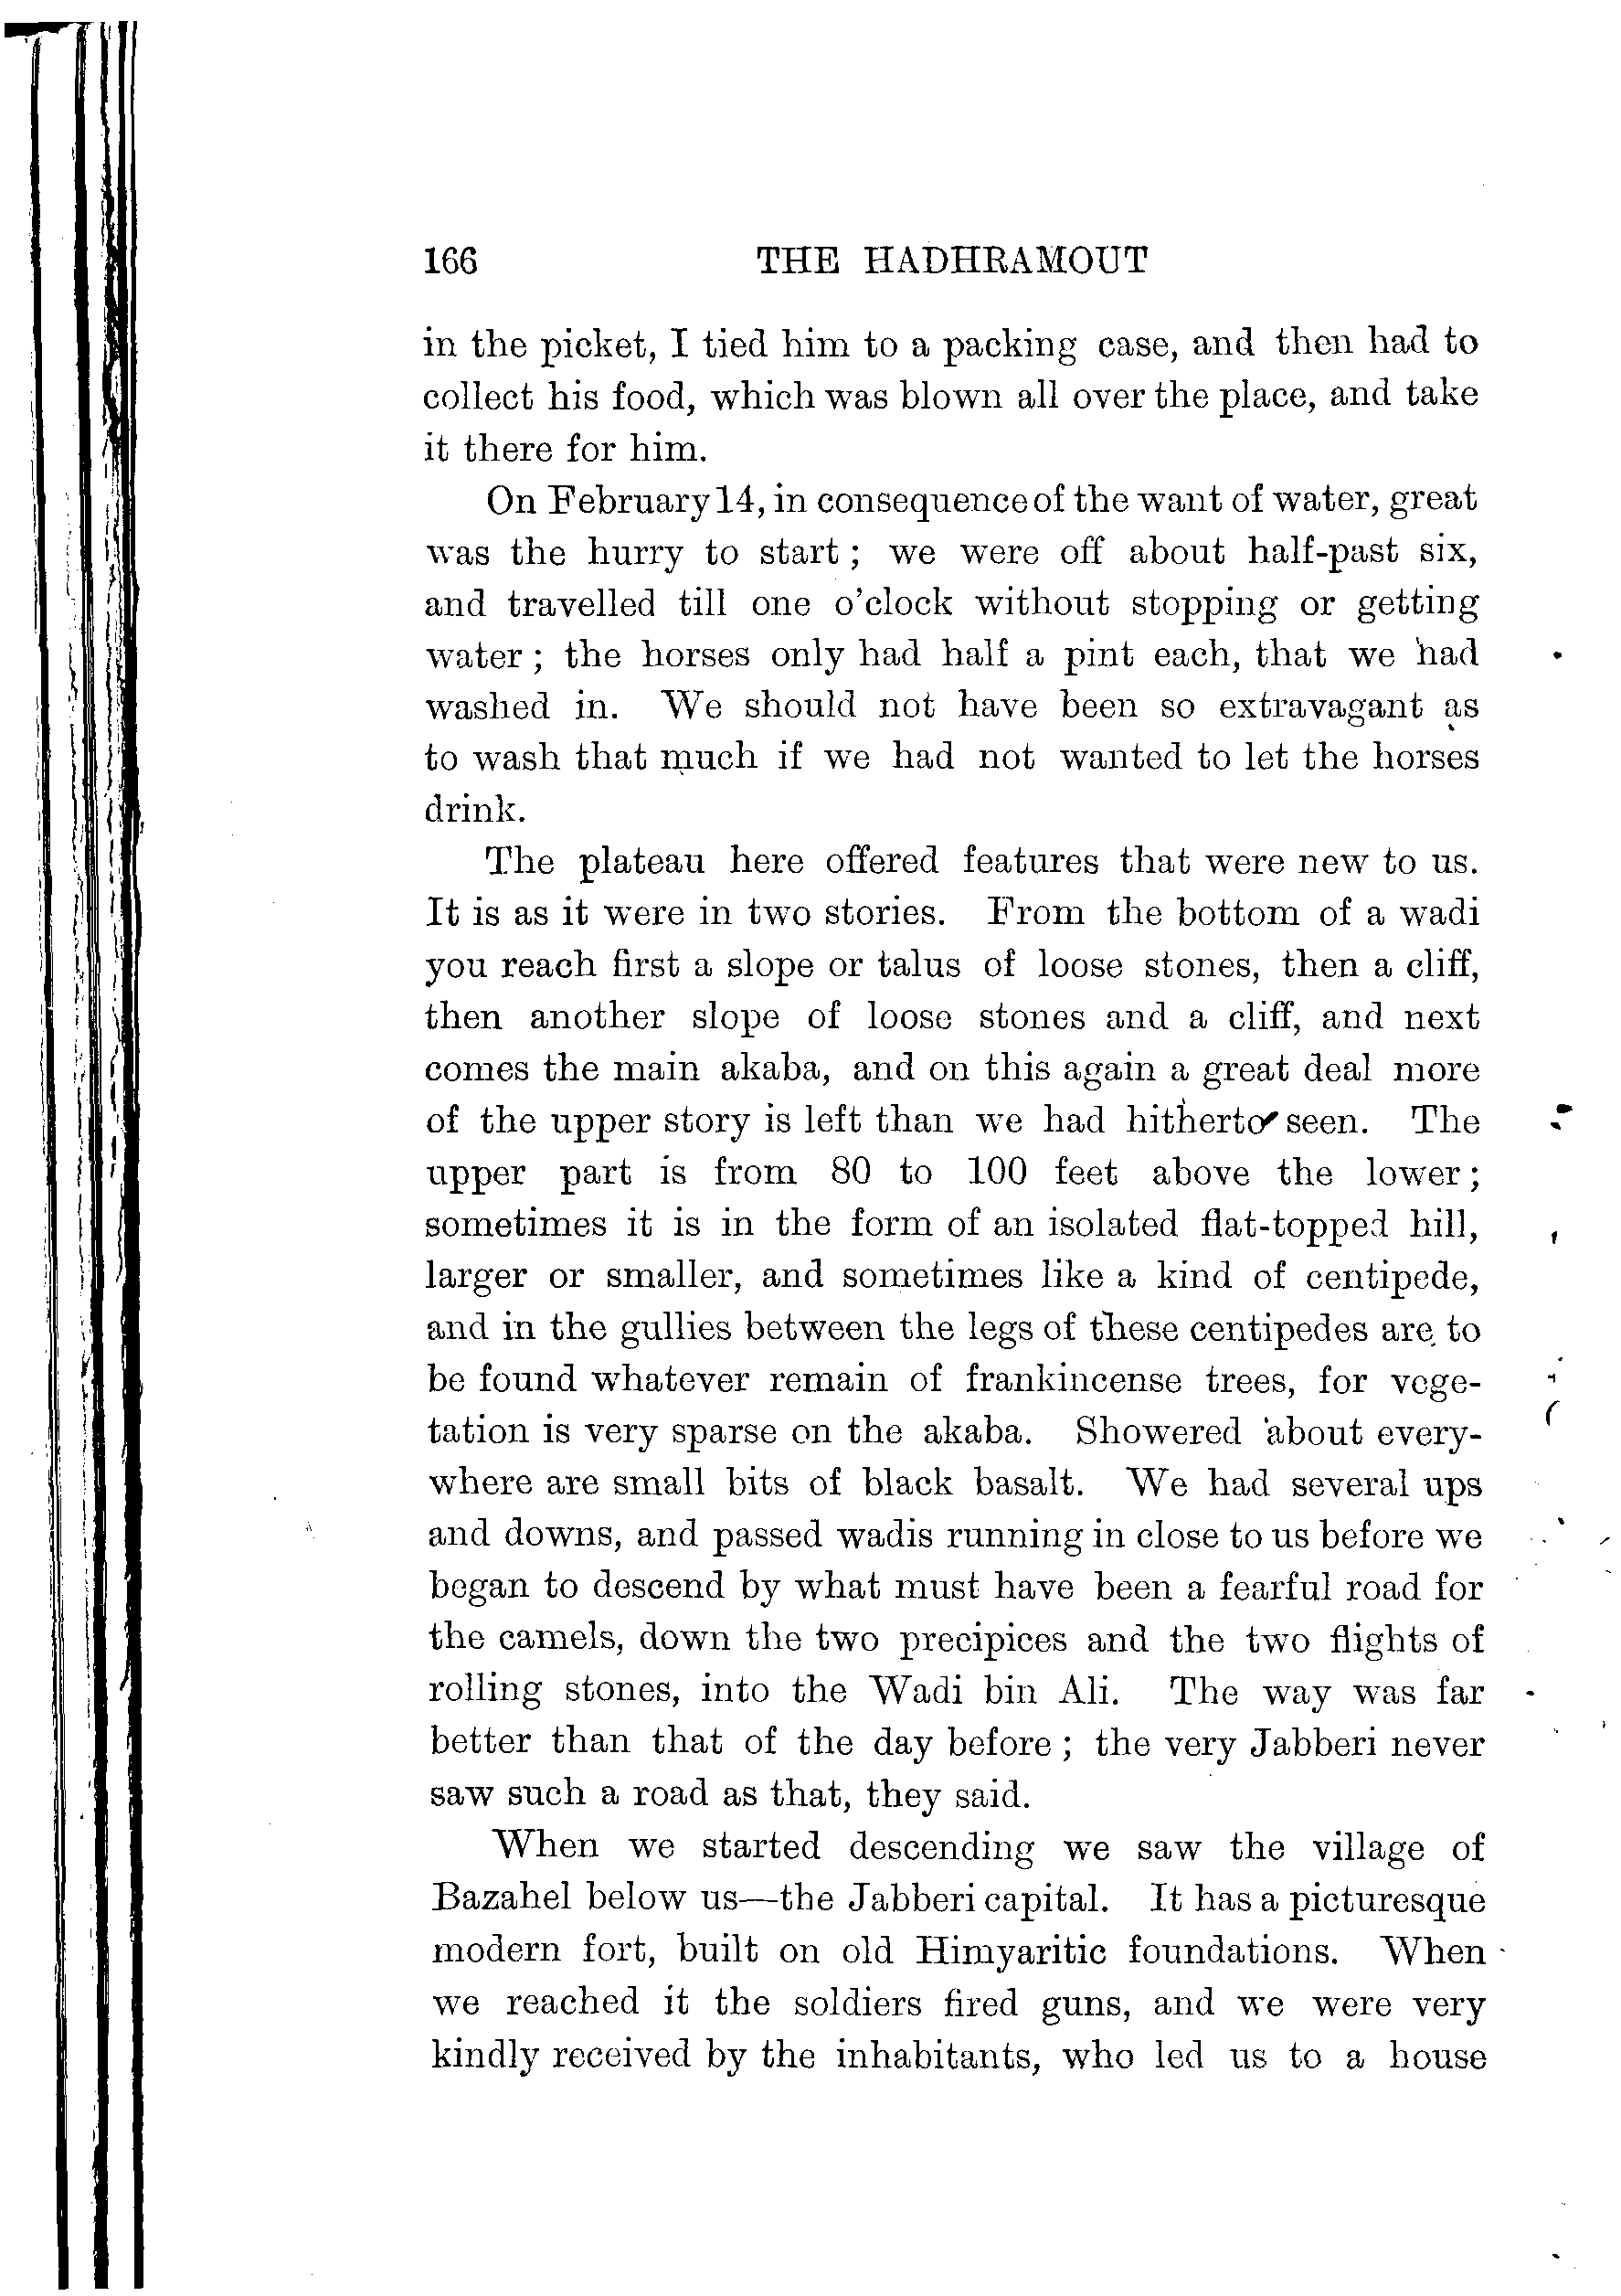 166 THE HADHRAMOUT
in the picket, I tied him to a packing case, and then had to
collect his food, which was blown all over the place, and take
it there for him.
On February 14, in consequence of the want of water, great
was the hurry to start ; we were off about half-past six,
and travelled till one o'clock without stopping or getting
water ; the horses only had half a pint each, that we had
washed in. We should not have been so extravagant as
to wash that much if we had not wanted to let the horses
drink.
The plateau here offered features that were new to us.
It is as it were in two stories. From the bottom of a wadi
you reach first a slope or talus of loose stones, then a cliff,
then another slope of loose stones and a cliff, and next
comes the main akaba, and on this again a great deal more
of the upper story is left than we had hitherto seen. The
upper part is from 80 to 100 feet above the lower ;
sometimes it is in the form of an isolated flat-topped hill,
larger or smaller, and sometimes like a kind of centipede,
and in the gullies between the legs of these centipedes are to
be found whatever remain of frankincense trees, for vege-
tation is very sparse on the akaba. Showered about every-
where are small bits of black basalt. We had several ups
and downs, and passed wadis running in close to us before we
began to descend by what must have been a fearful road for
the camels, down the two precipices and the two flights of
rolling stones, into the Wadi bin Ali. The way was far
better than that of the day before ; the very Jabberi never
saw such a road as that, they said.
When we started descending we saw the village of
Bazahel below us—the Jabberi capital. It has a picturesque
modern fort, built on old Himyaritic foundations. When
we reached it the soldiers fired guns, and we were very
kindly received by the inhabitants, who led us to a house